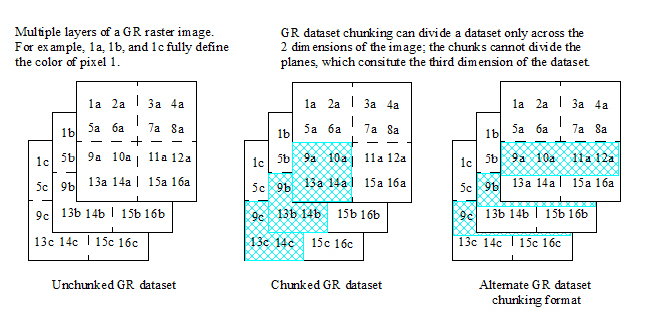 Multiple layers of a GR raster image.
For example, 1a, 1b, and 1c fully define
the color of pixel 1.
GR dataset chunking can divide a dataset only across the
2 dimensions of the image; the chunks cannot divide the
planes, which consitute the third dimension of the dataset.
1a 2a 3a 4a
1b 5a 6a 7a 8a
1c 5b 9a 10a 11a 12a
5c 9b 13a 14a 15a 16a
9c 13b 14b 15b 16b
13c 14c 15c 16c
Unchunked GR dataset
1a 2a 3a 4a
1b 5a 6a 7a 8a
1c 5b 9a 10a 11a 12a
5c 9b 13a 14a 15a 16a
9c 13b 14b 15b 16b
13c 14c 15c 16c
Chunked GR dataset
1a 2a 3a 4a
1b 5a 6a 7a 8a
1c 5b 9a 10a 11a 12a
5c 9b 13a 14a 15a 16a
9c 13b 14b 15b 16b
13c 14c 15c 16c
Alternate GR dataset
chunking format